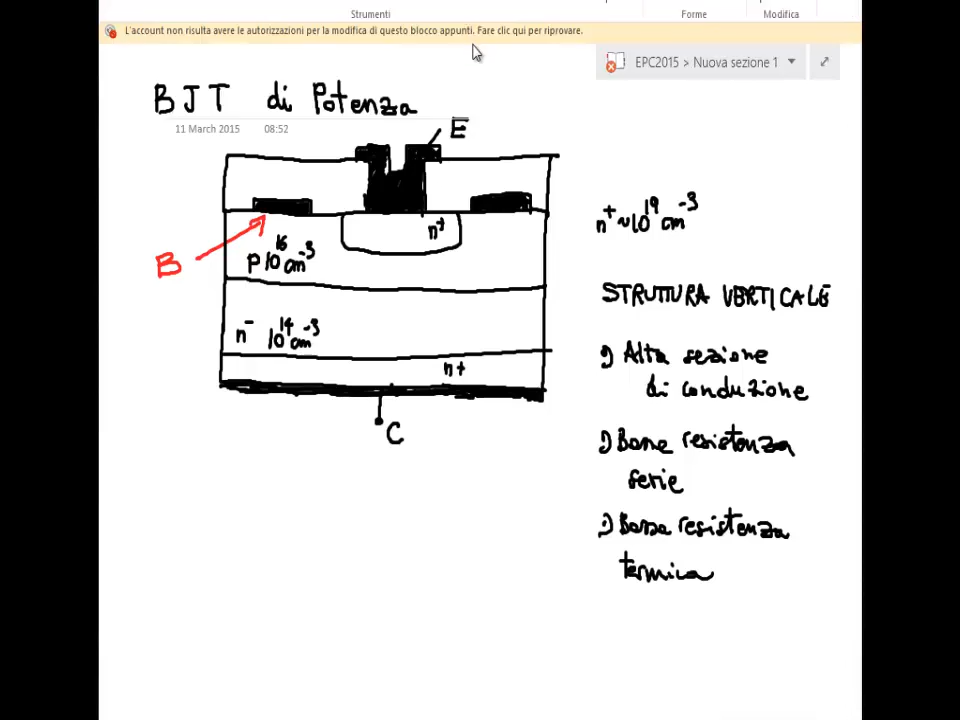 Strumenti
Forme
Modifica
L'account non risulta avere le autorizzazioni per la modifica di questo blocco appunti. Fare clic qui per riprovare.
EPC2015 > Nuova sezione 1
BJT di Potenza
11 March 2015 08:52
E
n+
B
p 10^16 cm^-3
n^- 10^14 cm^-3
n+
C
n^+ ~10^19 cm^-3
STRUTTURA VERTICALE
Alta sezione
di conduzione
Bassa resistenza
serie
Bassa resistenza
termica